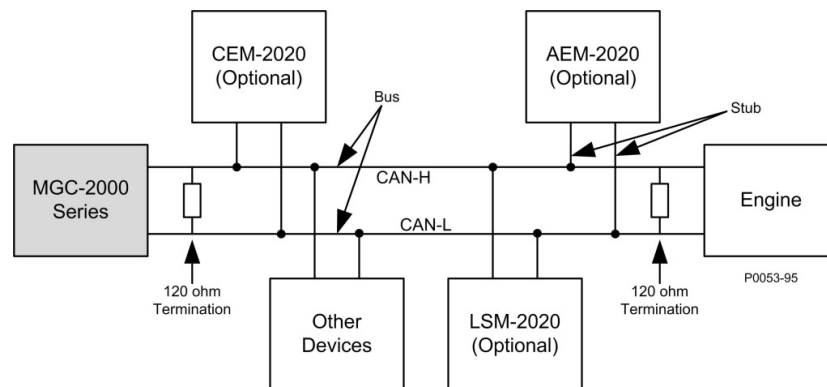 CEM-2020
(Optional)
AEM-2020
(Optional)
Bus
Stub
MGC-2000
Series
CAN-H
CAN-L
Engine
P0053-95
120 ohm
Termination
Other
Devices
LSM-2020
(Optional)
120 ohm
Termination